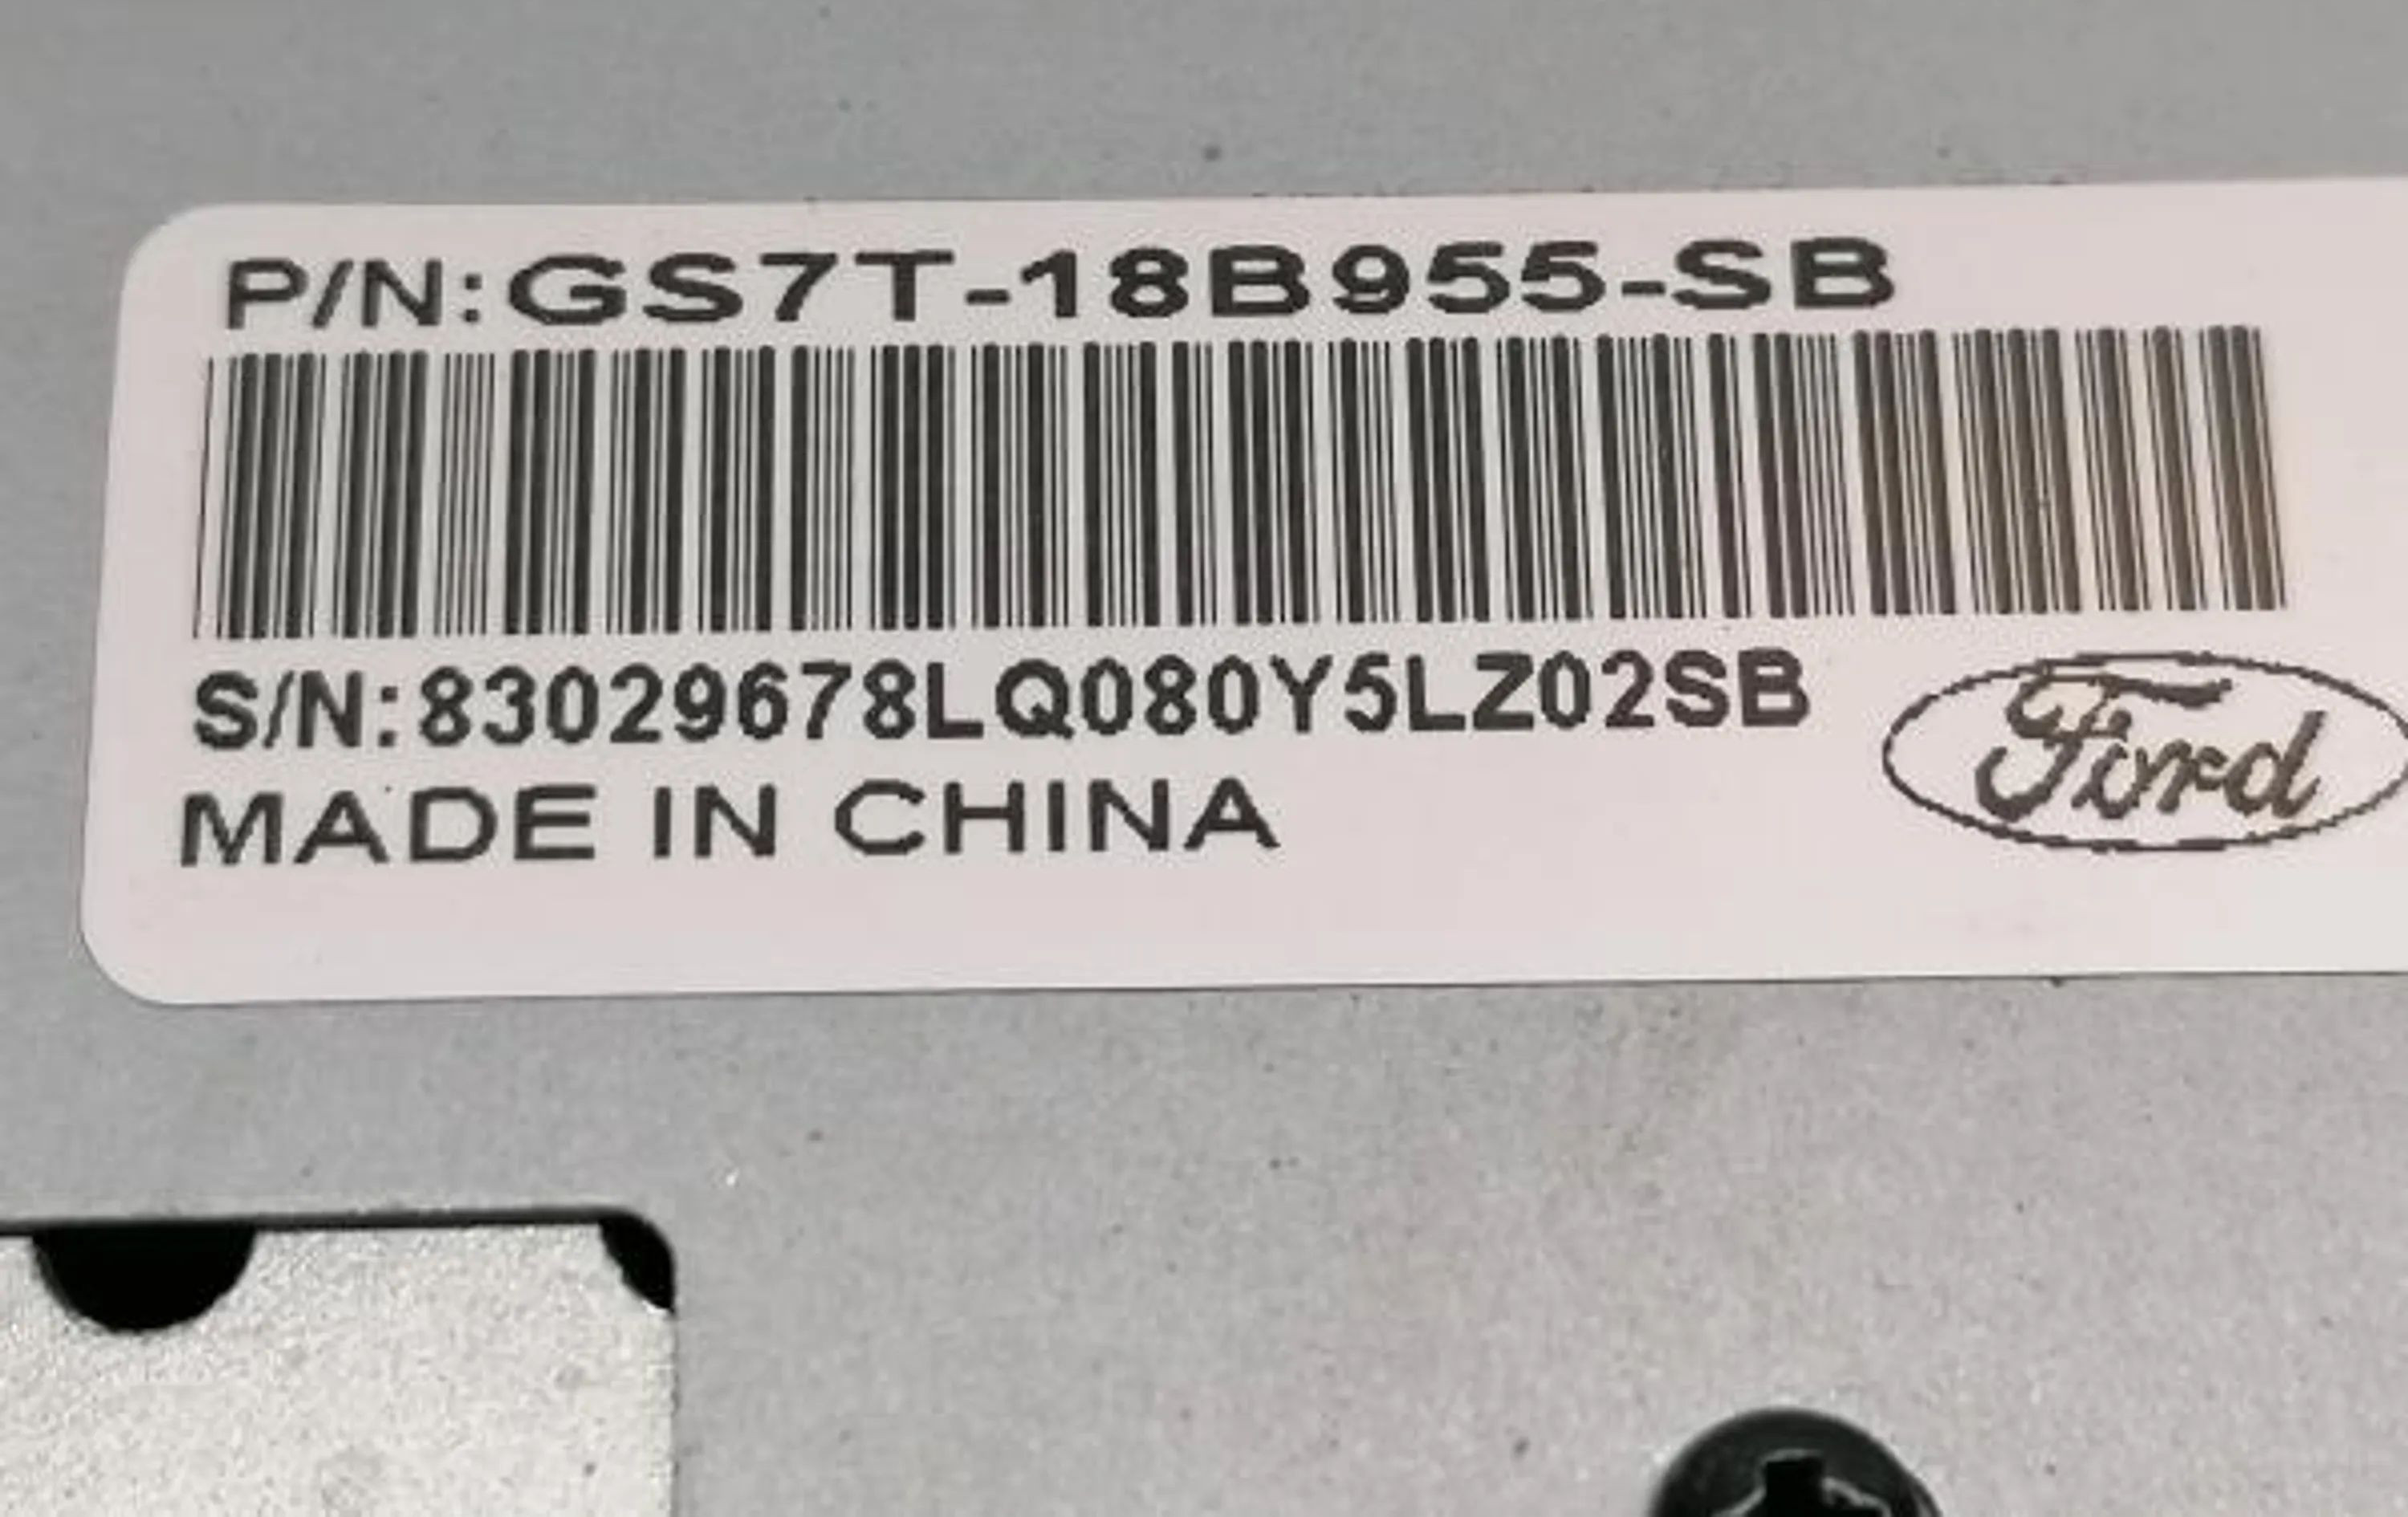 P/N:GS7T-18B955-SB
S/N:83029678LQ080Y5LZ02SB
MADE IN CHINA
Ford